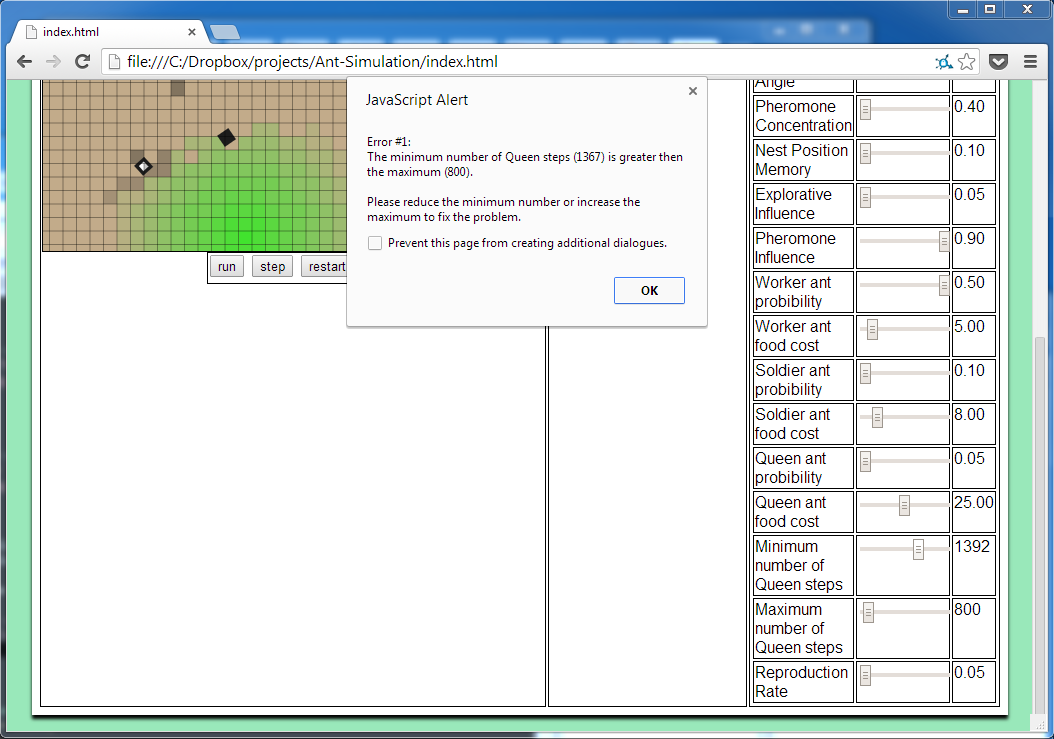 index.html
file:///C:/Dropbox/projects/Ant-Simulation/index.html
JavaScript Alert
Error #1:
The minimum number of Queen steps (1367) is greater then
the maximum (800).
Please reduce the minimum number or increase the
maximum to fix the problem.
Prevent this page from creating additional dialogues.
OK
run
step
restart
Angle
Pheromone
Concentration
0.40
Nest Position
Memory
0.10
Explorative
Influence
0.05
Pheromone
Influence
0.90
Worker ant
probibility
0.50
Worker ant
food cost
5.00
Soldier ant
probibility
0.10
Soldier ant
food cost
8.00
Queen ant
probibility
0.05
Queen ant
food cost
25.00
Minimum
number of
Queen steps
1392
Maximum
number of
Queen steps
800
Reproduction
Rate
0.05